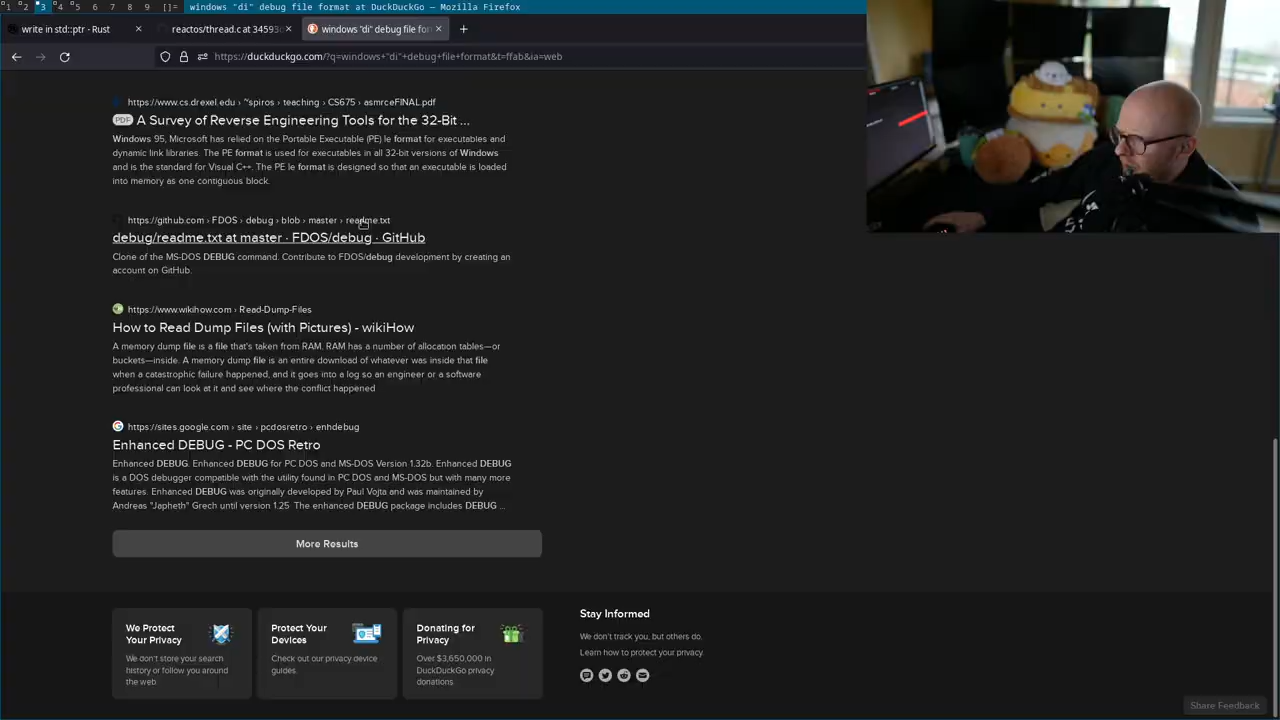 1 2 3 4 5 6 7 8 9 []= windows "di" debug file format at DuckDuckGo — Mozilla Firefox
write in std::ptr - Rust × reactos/thread.c at 34593 × windows "di" debug file for × +
https://duckduckgo.com/?q=windows+"di"+debug+file+format&t=ffab&ia=web
https://www.cs.drexel.edu › ~spiros › teaching › CS675 › asmrceFINAL.pdf
PDF A Survey of Reverse Engineering Tools for the 32-Bit ...
Windows 95, Microsoft has relied on the Portable Executable (PE) le format for executables and
dynamic link libraries. The PE format is used for executables in all 32-bit versions of Windows
and is the standard for Visual C++. The PE le format is designed so that an executable is loaded
into memory as one contiguous block.
https://github.com › FDOS › debug › blob › master › readme.txt
debug/readme.txt at master · FDOS/debug · GitHub
Clone of the MS-DOS DEBUG command. Contribute to FDOS/debug development by creating an
account on GitHub.
https://www.wikihow.com › Read-Dump-Files
How to Read Dump Files (with Pictures) - wikiHow
A memory dump file is a file that's taken from RAM. RAM has a number of allocation tables—or
buckets—inside. A memory dump file is an entire download of whatever was inside that file
when a catastrophic failure happened, and it goes into a log so an engineer or a software
professional can look at it and see where the conflict happened
https://sites.google.com › site › pcdosretro › enhdebug
Enhanced DEBUG - PC DOS Retro
Enhanced DEBUG. Enhanced DEBUG for PC DOS and MS-DOS Version 1.32b. Enhanced DEBUG
is a DOS debugger compatible with the utility found in PC DOS and MS-DOS but with many more
features. Enhanced DEBUG was originally developed by Paul Vojta and was maintained by
Andreas "Japheth" Grech until version 1.25 The enhanced DEBUG package includes DEBUG ...
More Results
We Protect
Your Privacy
We don't store your search
history or follow you around
the web.
Protect Your
Devices
Check out our privacy device
guides.
Donating for
Privacy
Over $3,650,000 in
DuckDuckGo privacy
donations.
Stay Informed
We don't track you, but others do.
Learn how to protect your privacy.
Share Feedback